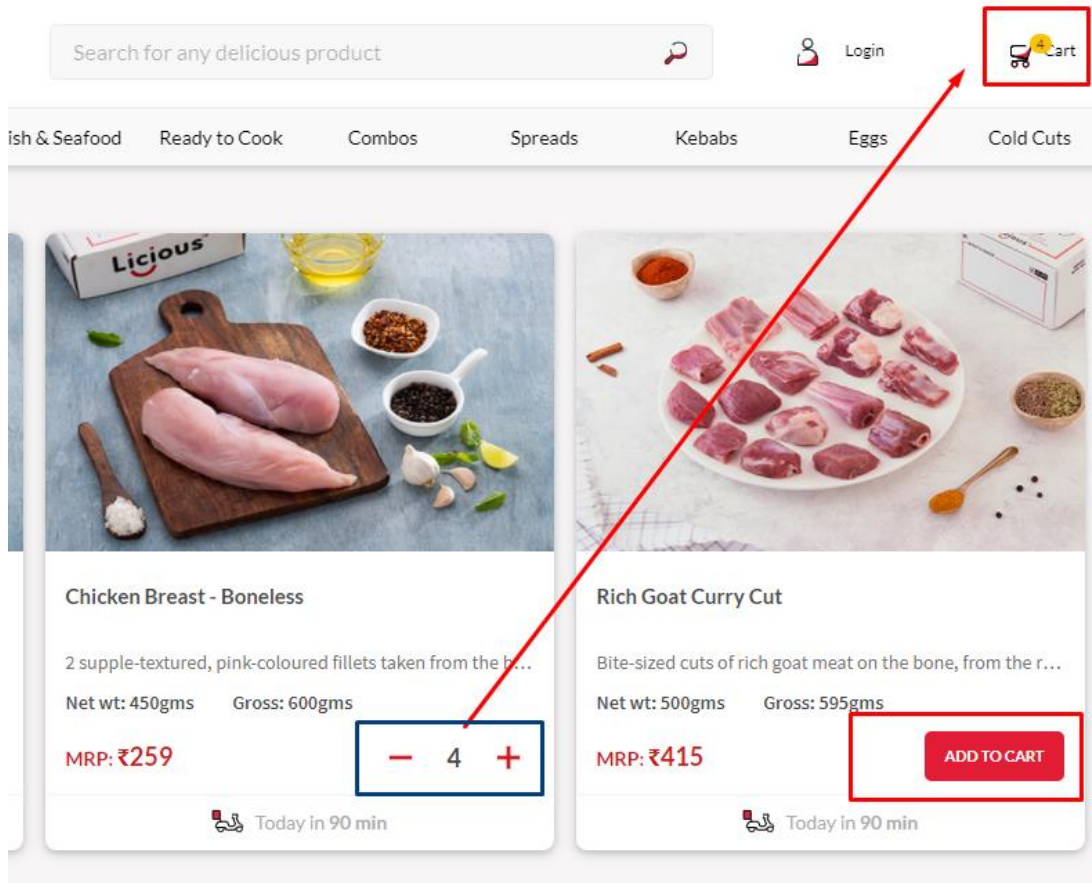 Search for any delicious product
Login
4
Cart
ish & Seafood Ready to Cook Combos Spreads Kebabs Eggs Cold Cuts
Licious
Licious
Chicken Breast - Boneless
2 supple-textured, pink-coloured fillets taken from the b...
Net wt: 450gms Gross: 600gms
MRP: ₹259
− 4 +
Today in 90 min
Rich Goat Curry Cut
Bite-sized cuts of rich goat meat on the bone, from the r...
Net wt: 500gms Gross: 595gms
MRP: ₹415
ADD TO CART
Today in 90 min